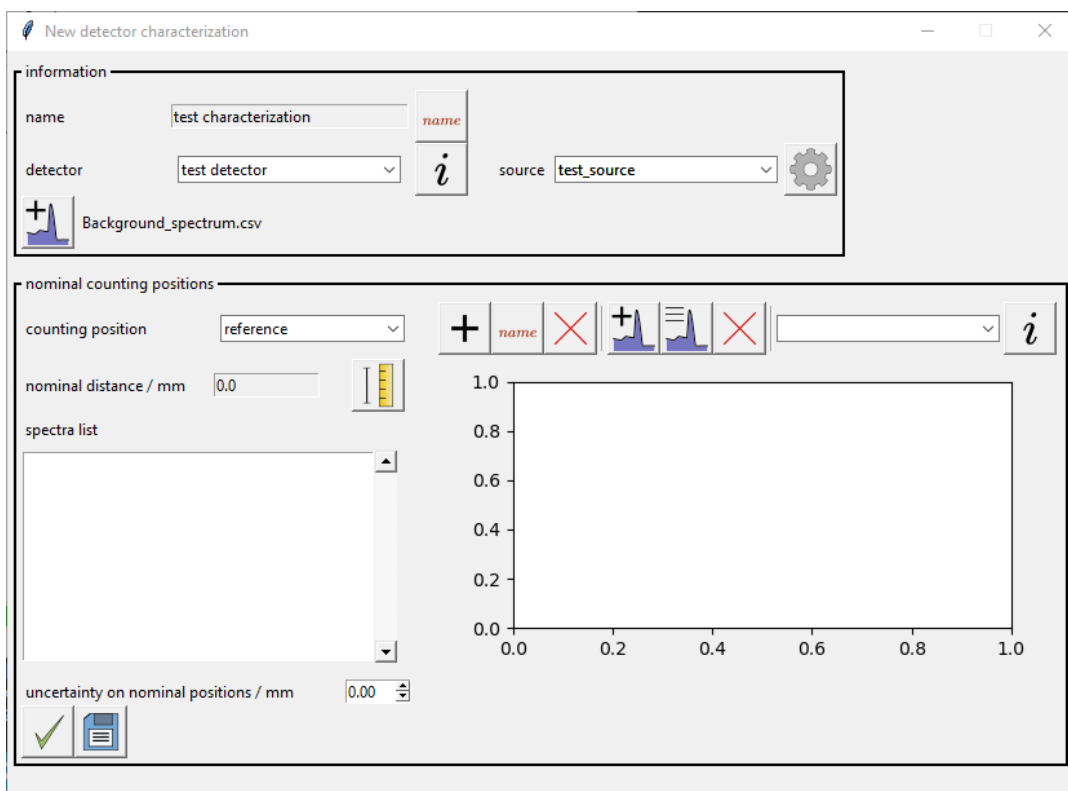 New detector characterization
information
name test characterization name
detector test detector i source test_source
Background_spectrum.csv
nominal counting positions
counting position reference name i
nominal distance / mm 0.0
spectra list
1.0
0.8
0.6
0.4
0.2
0.0
0.0 0.2 0.4 0.6 0.8 1.0
uncertainty on nominal positions / mm 0.00